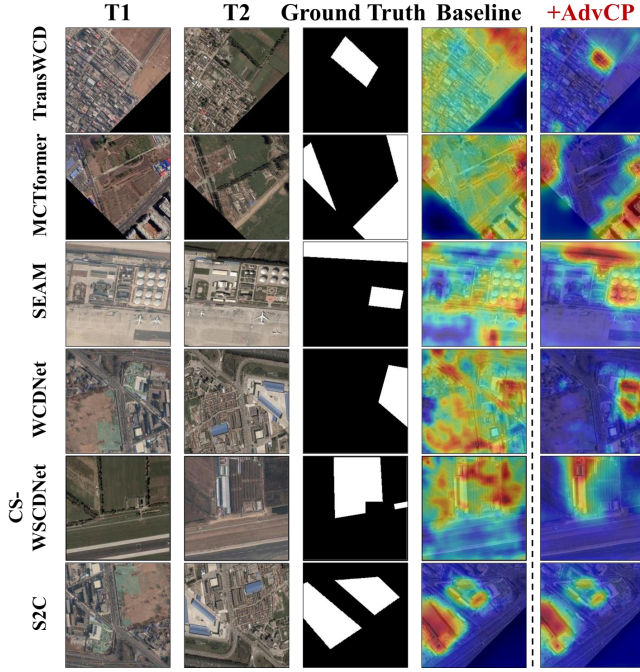 T1 T2 Ground Truth Baseline +AdvCP
TransWCD
MCTformer
SEAM
WCDNet
CS-
WSCDNet
S2C